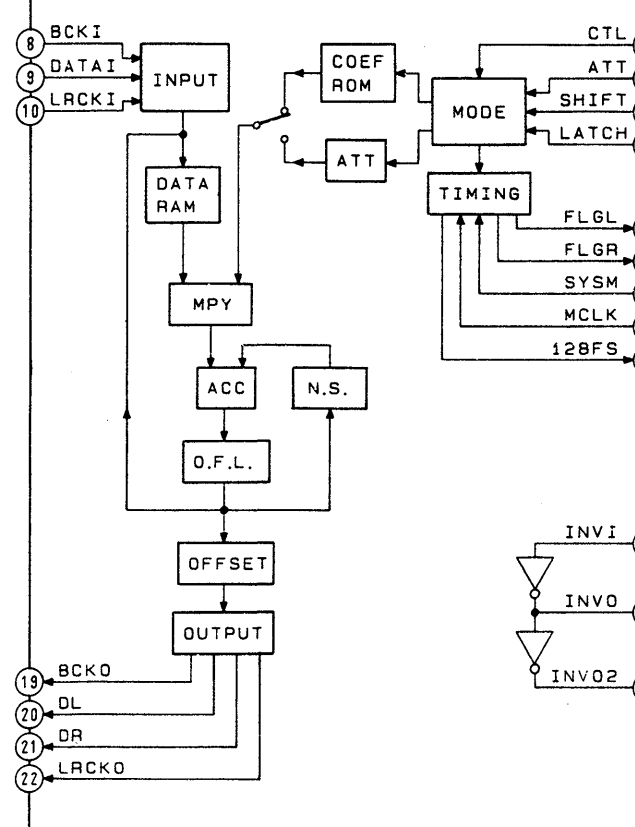 8 BCKI
9 DATAI
10 LRCKI
INPUT
COEF
ROM
MODE
CTL
ATT
SHIFT
LATCH
ATT
DATA
RAM
TIMING
FLGL
FLGR
SYSM
MCLK
128FS
MPY
ACC
N.S.
O.F.L.
OFFSET
OUTPUT
INVI
INVO
INVO2
19 BCKO
20 DL
21 DR
22 LRCKO